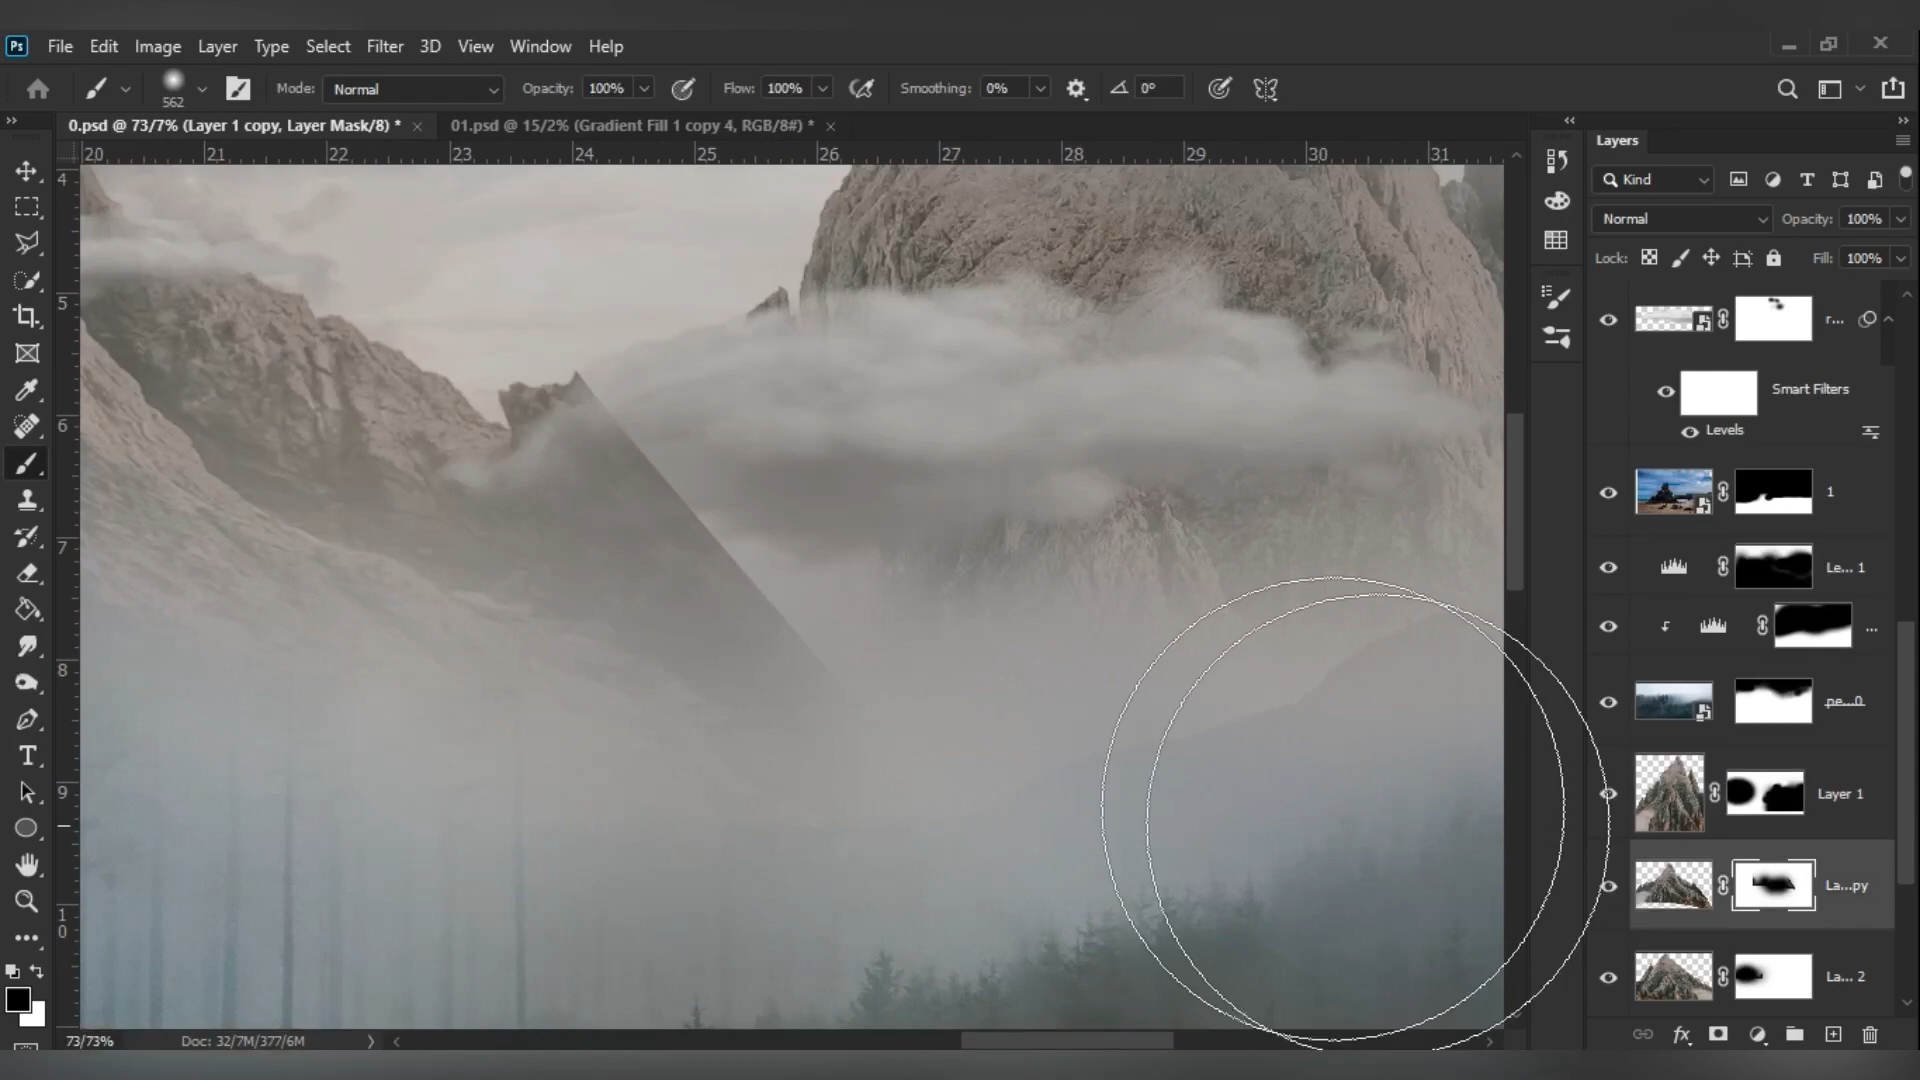 Ps File Edit Image Layer Select Type Select Filter 3D View Window Help
562 Mode: Normal Opacity: 100% Flow: 100% Smoothing: 0% 0°
0.psd @ 73/7% (Layer 1 copy, Layer Mask/8) * × 01.psd @ 15/2% (Gradient Fill 1 copy 4, RGB/8#) * ×
20 21 22 23 24 25 26 27 28 29 30 31
4
5
6
7
8
9
1
0
Layers
Kind
Normal Opacity: 100%
Lock: Fill: 100%
r...
Smart Filters
Levels
1
Le... 1
...
pe...0
Layer 1
La...py
La... 2
73/73% Doc: 32/7M/377/6M